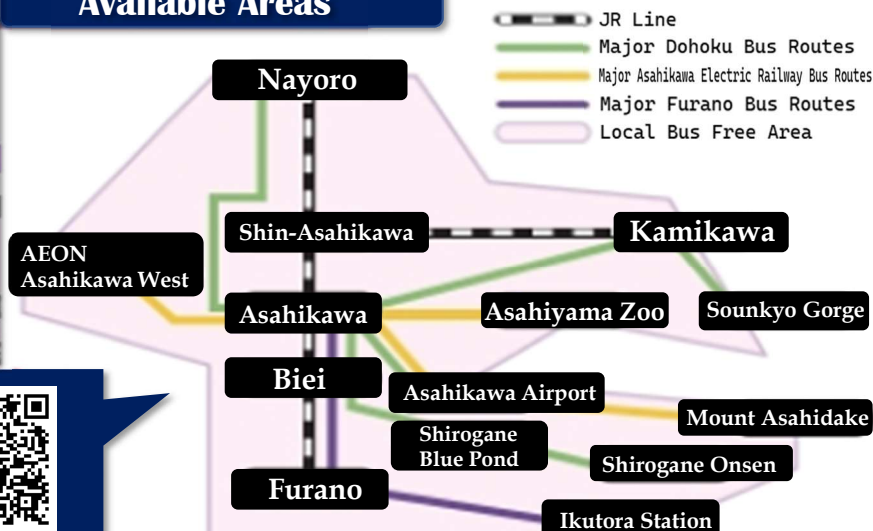 Available Areas
JR Line
Major Dohoku Bus Routes
Major Asahikawa Electric Railway Bus Routes
Major Furano Bus Routes
Local Bus Free Area
Nayoro
Shin-Asahikawa
Kamikawa
AEON
Asahikawa West
Asahikawa
Asahiyama Zoo
Sounkyo Gorge
Biei
Asahikawa Airport
Mount Asahidake
Shirogane
Blue Pond
Shirogane Onsen
Furano
Ikutora Station